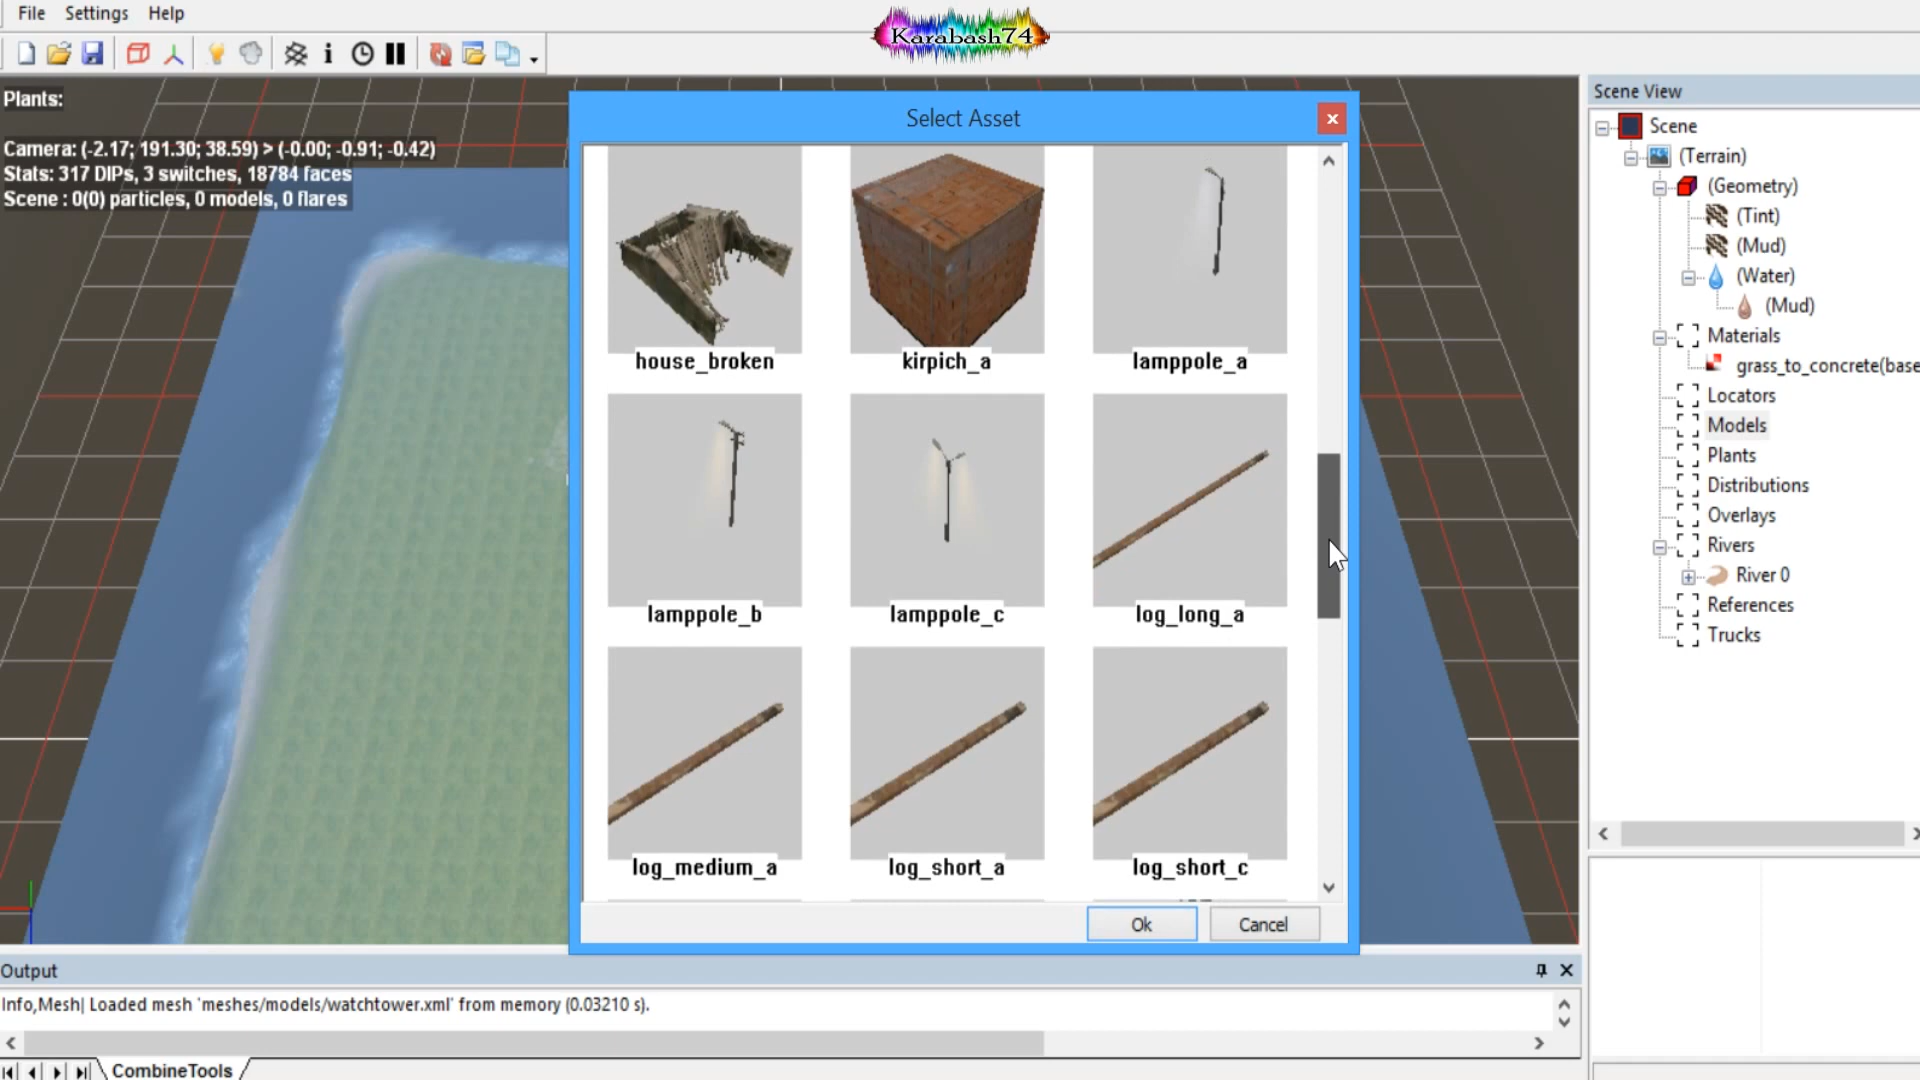 File Settings Help
Karabash74
Plants:
Camera: (-2.17; 191.30; 38.59) > (-0.00; -0.91; -0.42)
Stats: 317 DIPs, 3 switches, 18784 faces
Scene : 0(0) particles, 0 models, 0 flares
Select Asset
house_broken
kirpich_a
lamppole_a
lamppole_b
lamppole_c
log_long_a
log_medium_a
log_short_a
log_short_c
Ok
Cancel
Scene View
Scene
(Terrain)
(Geometry)
(Tint)
(Mud)
(Water)
(Mud)
Materials
grass_to_concrete(base
Locators
Models
Plants
Distributions
Overlays
Rivers
River 0
References
Trucks
Output
Info,Mesh| Loaded mesh 'meshes/models/watchtower.xml' from memory (0.03210 s).
CombineTools